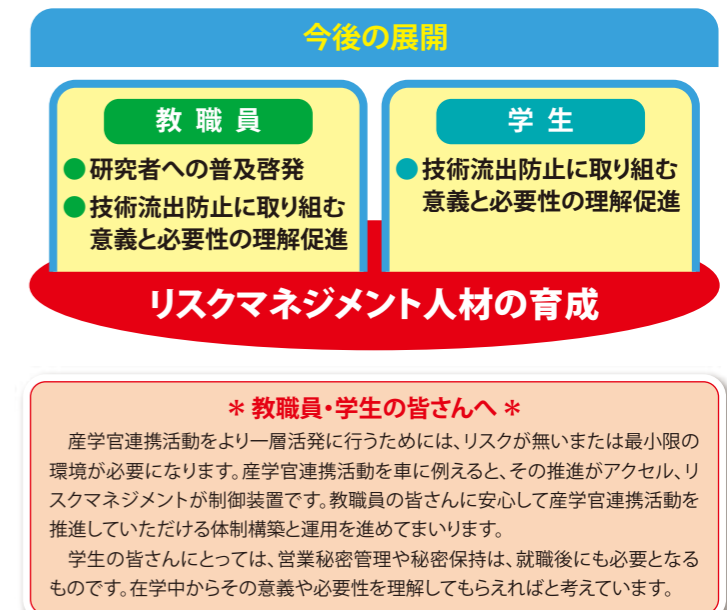 今後の展開
教職員
●研究者への普及啓発
●技術流出防止に取り組む
意義と必要性の理解促進
学生
●技術流出防止に取り組む
意義と必要性の理解促進
リスクマネジメント人材の育成
＊教職員・学生の皆さんへ＊
　産学官連携活動をより一層活発に行うためには、リスクが無いまたは最小限の
環境が必要になります。産学官連携活動を車に例えると、その推進がアクセル、リ
スクマネジメントが制御装置です。教職員の皆さんに安心して産学官連携活動を
推進していただける体制構築と運用を進めてまいります。
　学生の皆さんにとっては、営業秘密管理や秘密保持は、就職後にも必要となる
ものです。在学中からその意義や必要性を理解してもらえればと考えています。